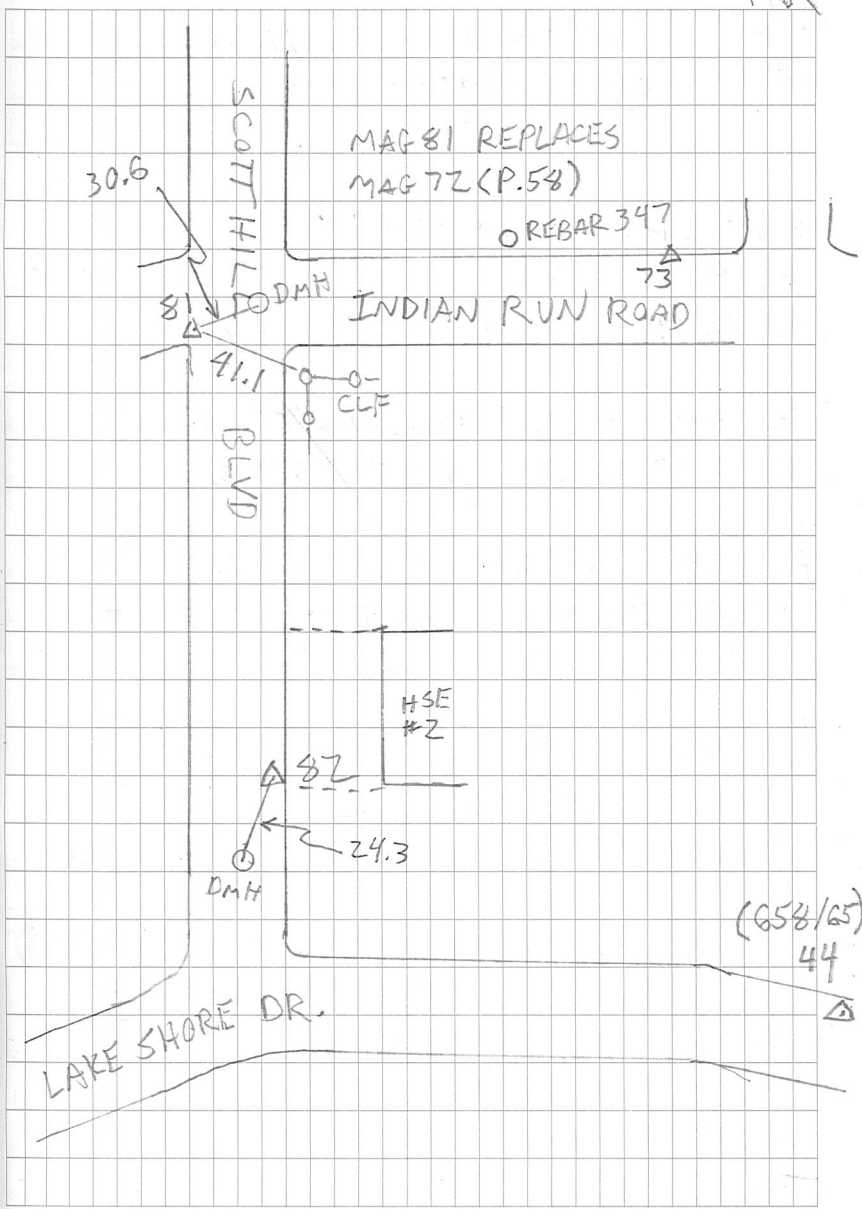 MAG 81 REPLACES
MAG 72 (P.58)
30.6
SCOTT HILL
BLVD
REBAR 347
73
DMH
81
INDIAN RUN ROAD
41.1
CLF
HSE
#2
82
24.3
DMH
(658/65)
44
LAKE SHORE DR.